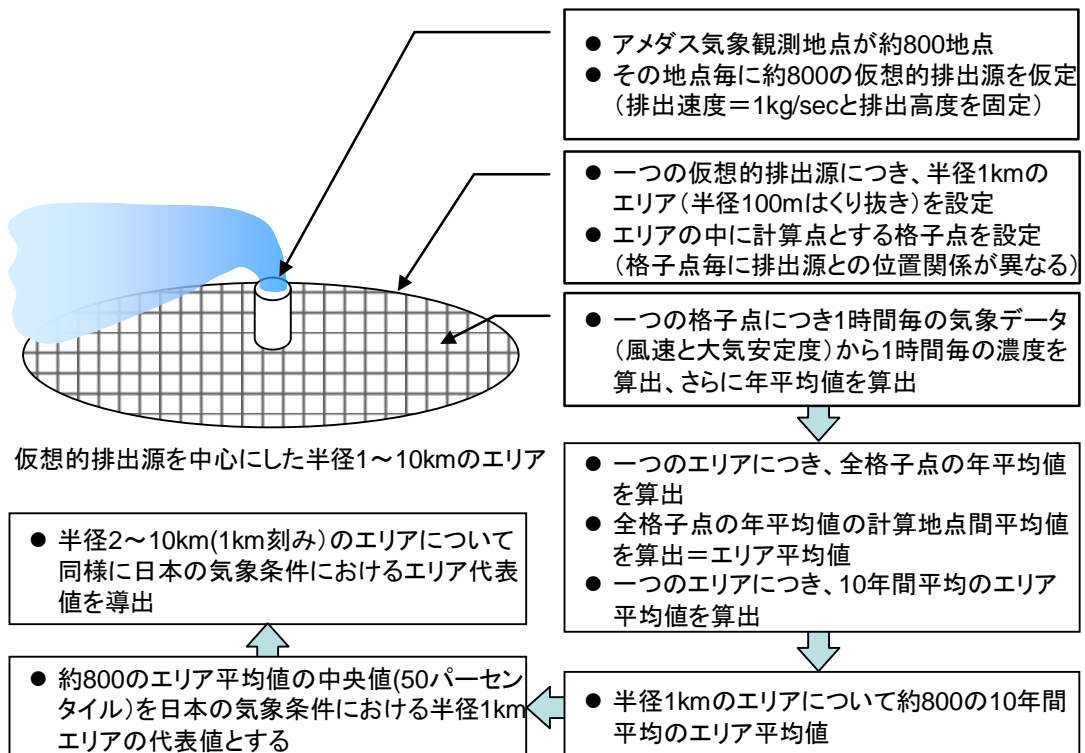 ● アメダス気象観測地点が約800地点
● その地点毎に約800の仮想的排出源を仮定
（排出速度＝1kg/secと排出高度を固定）
● 一つの仮想的排出源につき、半径1kmの
エリア（半径100mはくり抜き）を設定
● エリアの中に計算点とする格子点を設定
（格子点毎に排出源との位置関係が異なる）
● 一つの格子点につき1時間毎の気象データ
（風速と大気安定度）から1時間毎の濃度を
算出、さらに年平均値を算出
仮想的排出源を中心にした半径1～10kmのエリア
● 一つのエリアにつき、全格子点の年平均値
を算出
● 全格子点の年平均値の計算地点間平均値
を算出＝エリア平均値
● 一つのエリアにつき、10年間平均のエリア
平均値を算出
● 半径1kmのエリアについて約800の10年間
平均のエリア平均値
● 約800のエリア平均値の中央値(50パーセン
タイル）を日本の気象条件における半径1km
エリアの代表値とする
● 半径2～10km(1km刻み）のエリアについて
同様に日本の気象条件におけるエリア代表
値を導出